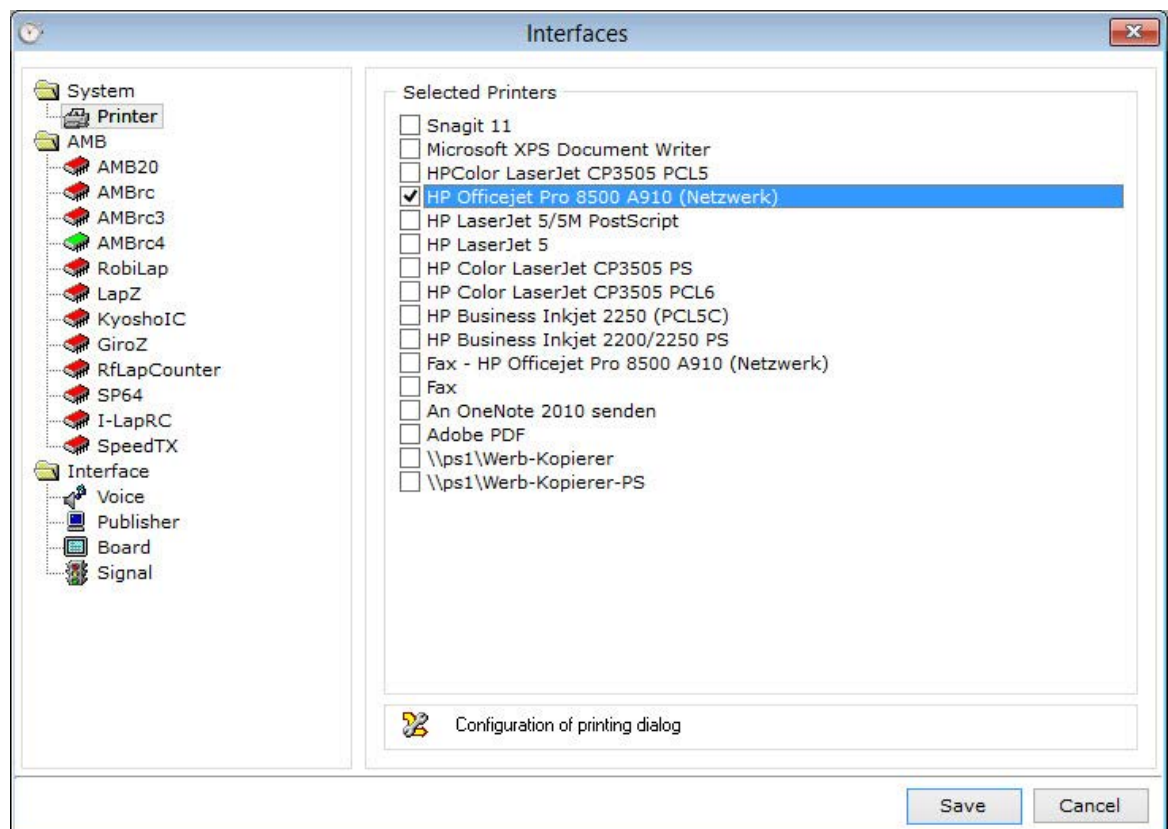 Interfaces
System
Printer
AMB
AMB20
AMBrc
AMBrc3
AMBrc4
RobiLap
LapZ
KyoshoIC
GiroZ
RfLapCounter
SP64
I-LapRC
SpeedTX
Interface
Voice
Publisher
Board
Signal
Selected Printers
Snagit 11
Microsoft XPS Document Writer
HPColor LaserJet CP3505 PCL5
HP Officejet Pro 8500 A910 (Netzwerk)
HP LaserJet 5/5M PostScript
HP LaserJet 5
HP Color LaserJet CP3505 PS
HP Color LaserJet CP3505 PCL6
HP Business Inkjet 2250 (PCL5C)
HP Business Inkjet 2200/2250 PS
Fax - HP Officejet Pro 8500 A910 (Netzwerk)
Fax
An OneNote 2010 senden
Adobe PDF
\\ps1\Werb-Kopierer
\\ps1\Werb-Kopierer-PS
Configuration of printing dialog
Save
Cancel